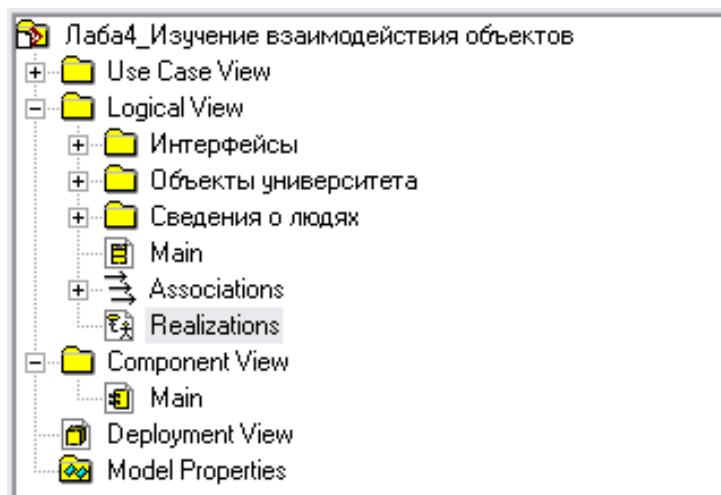 Лаба4_Изучение взаимодействия объектов
Use Case View
Logical View
Интерфейсы
Объекты университета
Сведения о людях
Main
Associations
Realizations
Component View
Main
Deployment View
Model Properties